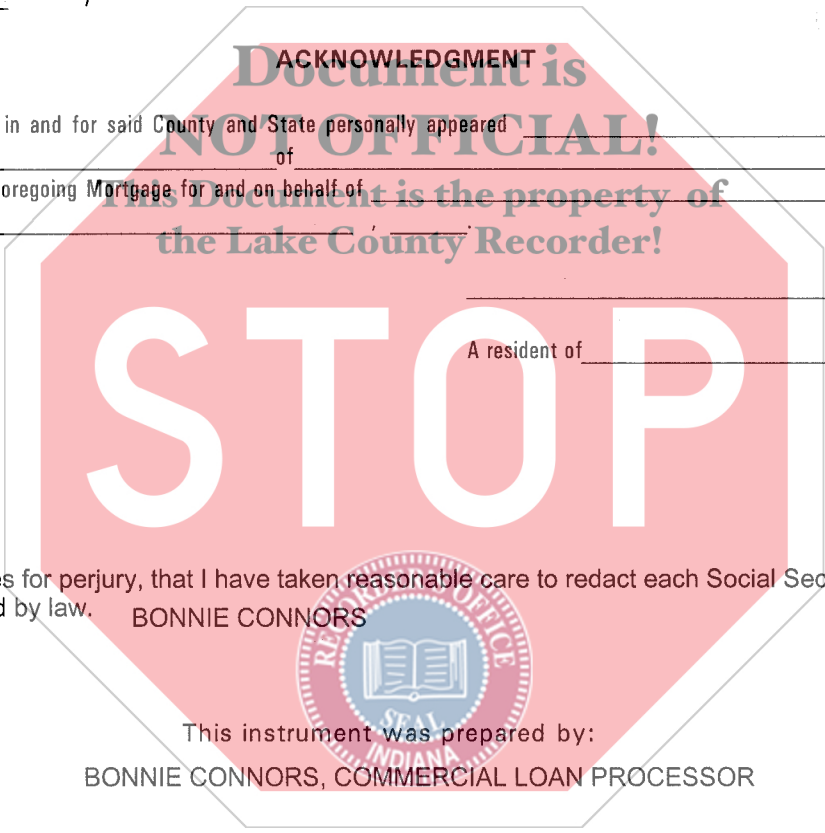 ACKNOWLEDGMENT
Document is
in and for said County and State personally appeared
NOT OFFICIAL!
of
oregoing Mortgage for and on behalf of
This Document is the property of
, .
the Lake County Recorder!
A resident of
STOP
es for perjury, that I have taken reasonable care to redact each Social Sec
d by law. BONNIE CONNORS
RECORDER'S OFFICE
SEAL
INDIANA
This instrument was prepared by:
BONNIE CONNORS, COMMERCIAL LOAN PROCESSOR